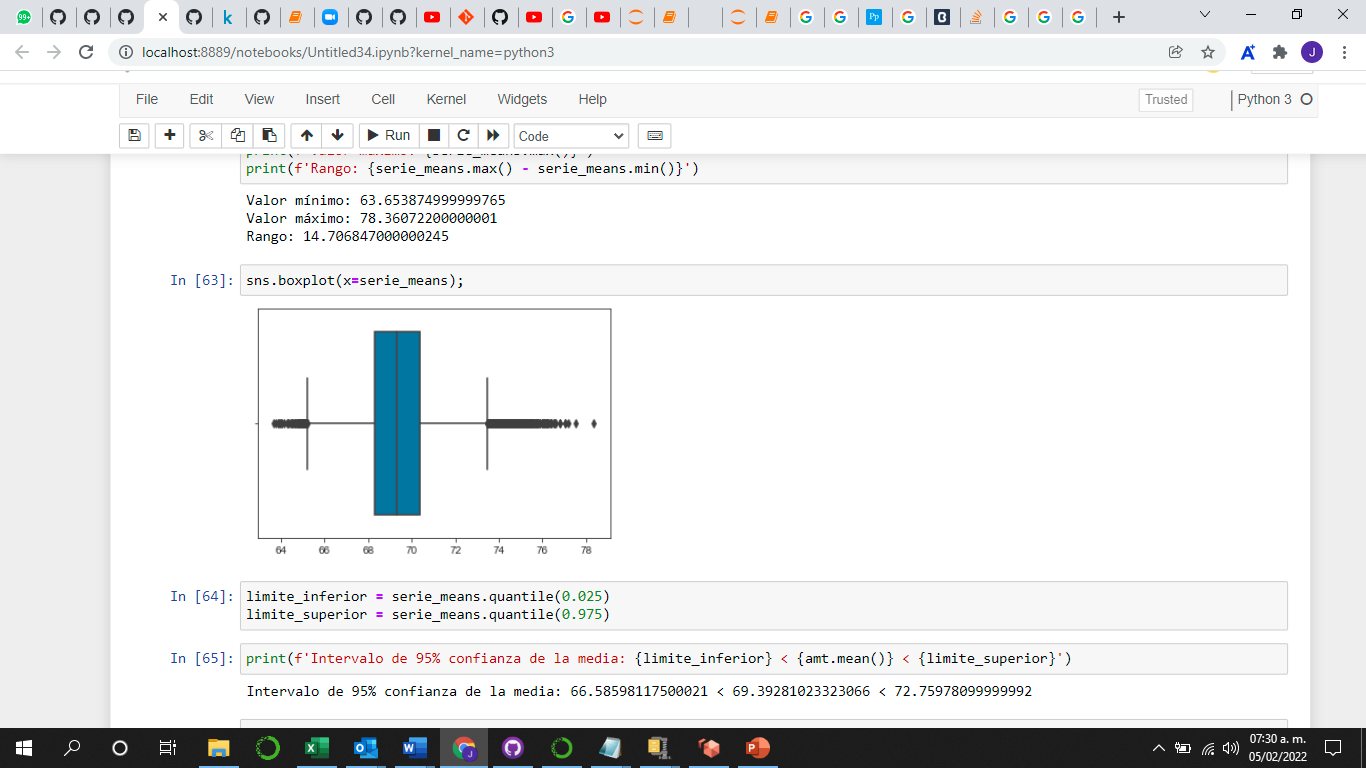 99+
localhost:8889/notebooks/Untitled34.ipynb?kernel_name=python3
J
File Edit View Insert Cell Kernel Widgets Help
Trusted
Python 3
Run
Code
print(f'Rango: {serie_means.max() - serie_means.min()}')
Valor mínimo: 63.653874999999765
Valor máximo: 78.36072200000001
Rango: 14.706847000000245
In [63]: sns.boxplot(x=serie_means);
64 66 68 70 72 74 76 78
In [64]: limite_inferior = serie_means.quantile(0.025)
limite_superior = serie_means.quantile(0.975)
In [65]: print(f'Intervalo de 95% confianza de la media: {limite_inferior} < {amt.mean()} < {limite_superior}')
Intervalo de 95% confianza de la media: 66.58598117500021 < 69.39281023323066 < 72.75978099999992
07:30 a. m.
05/02/2022